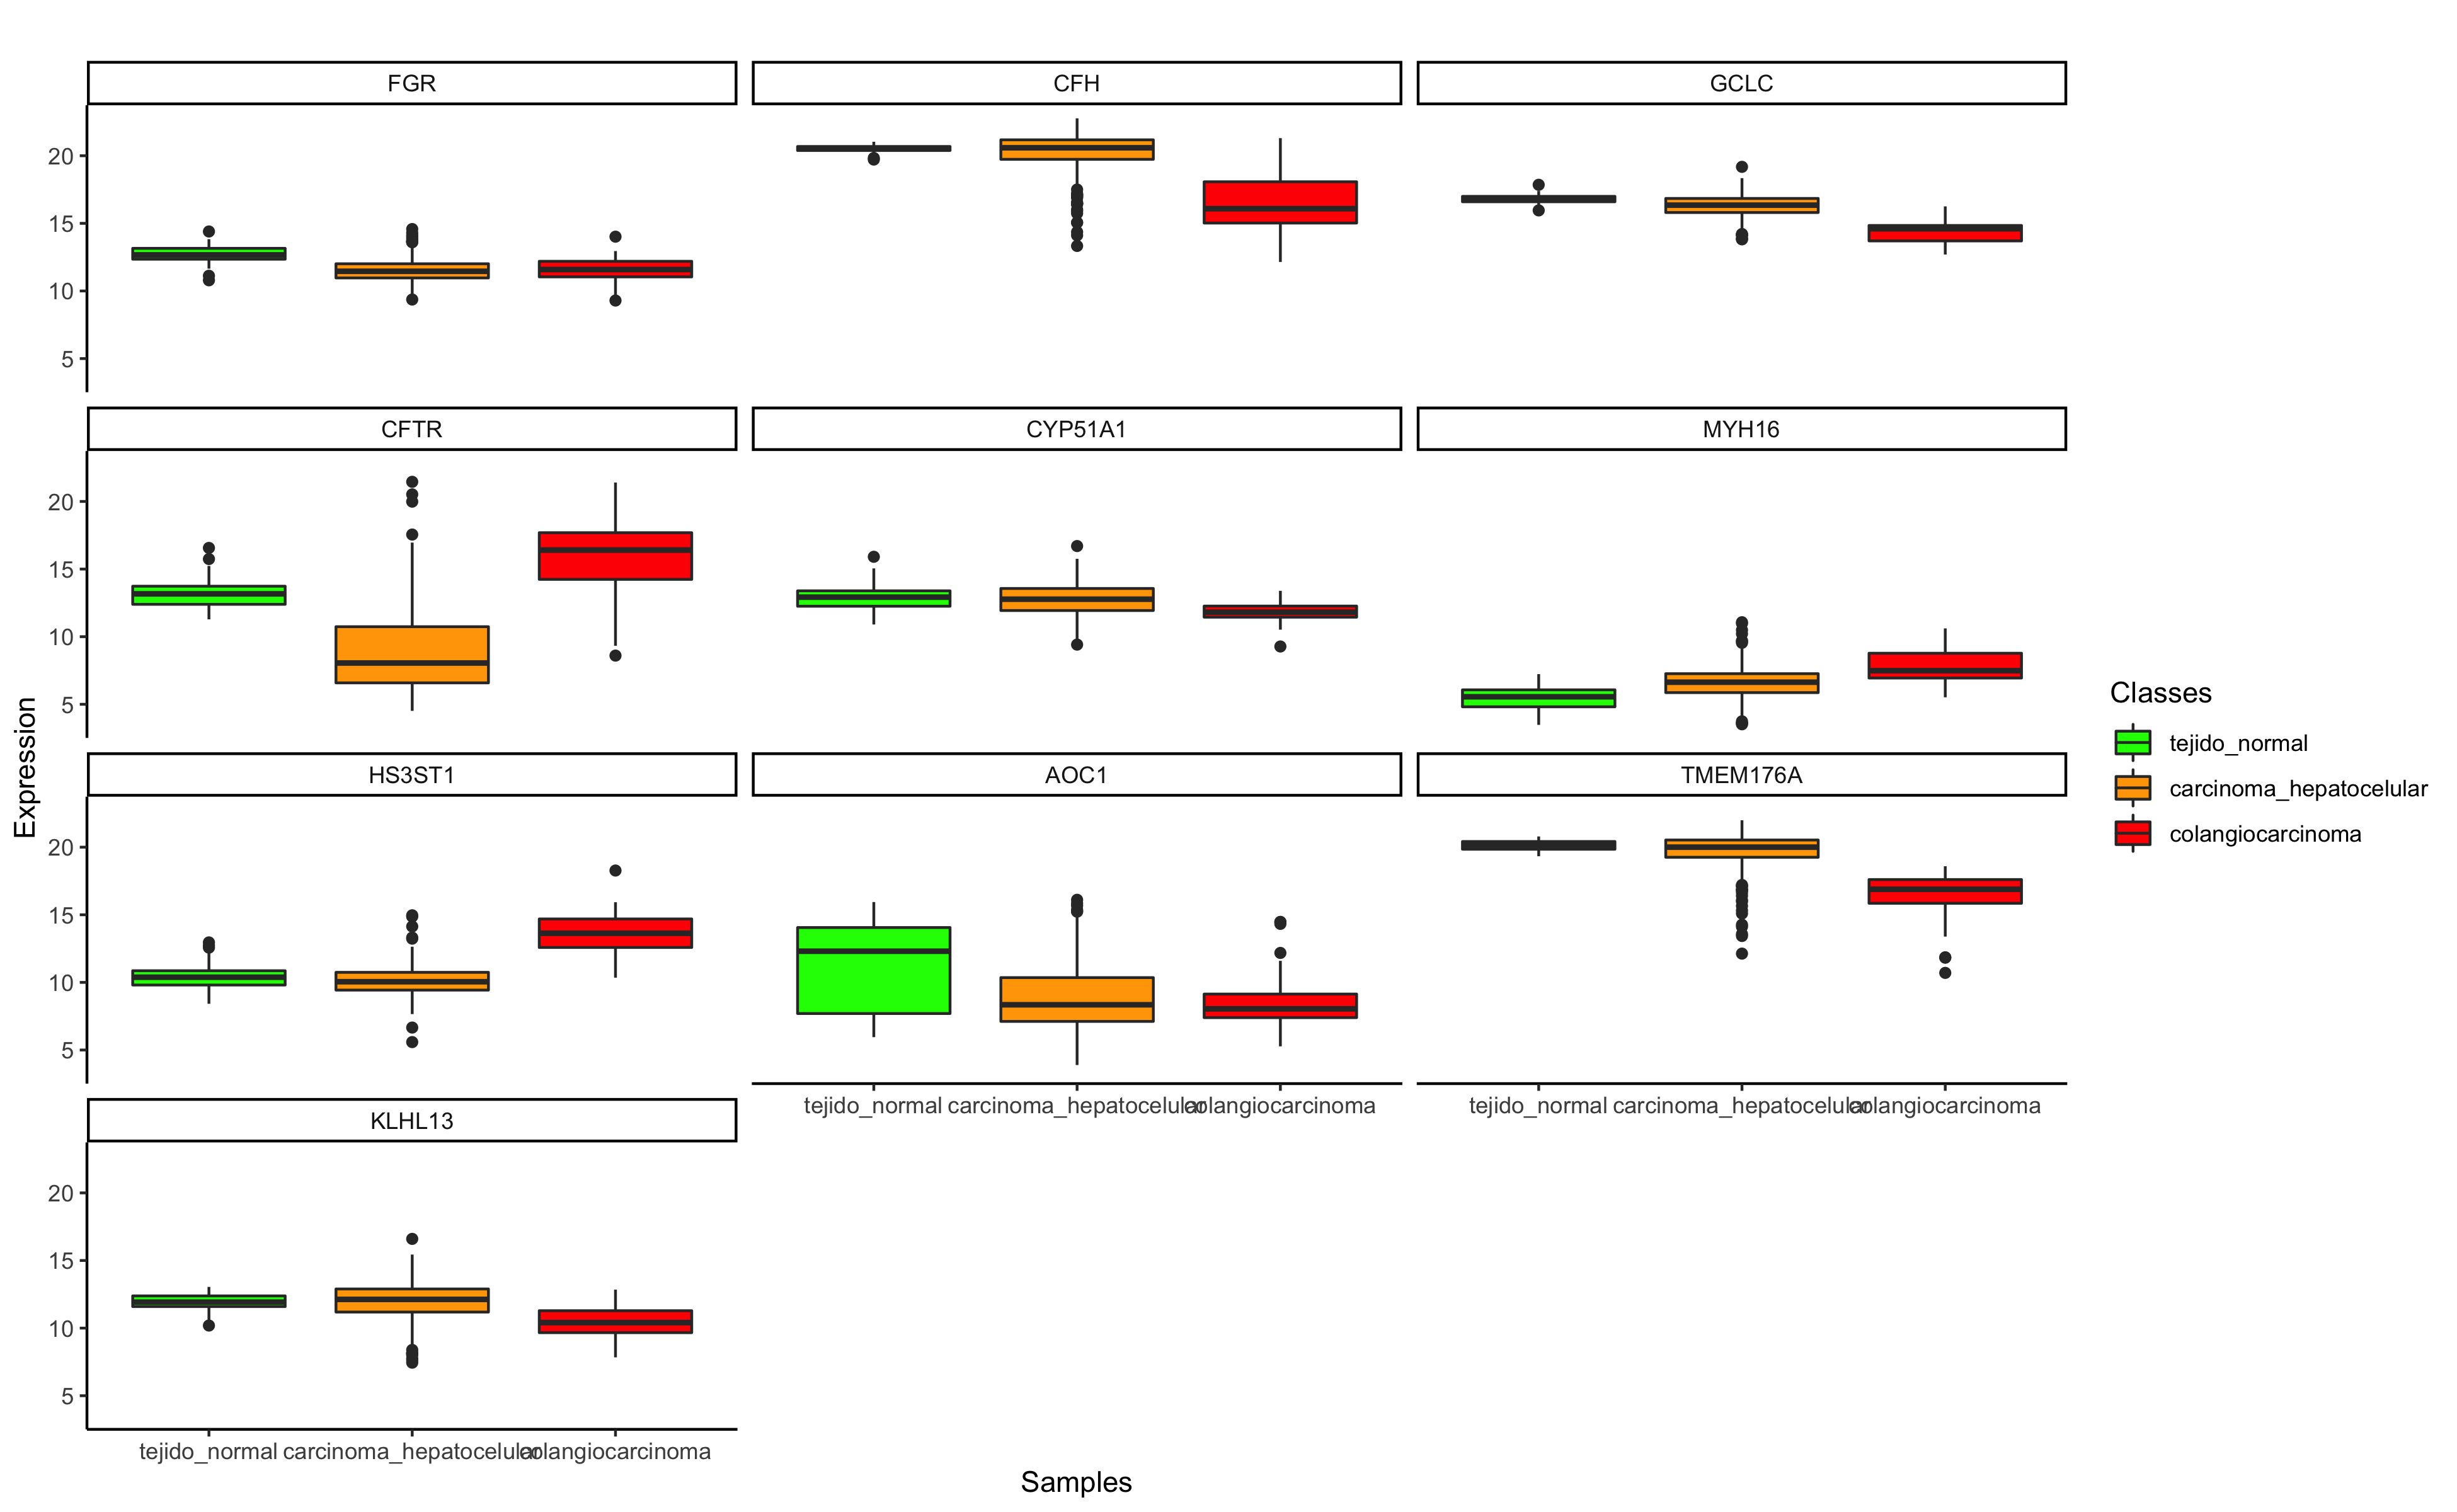 FGR
CFH
GCLC
20
15
10
5
CFTR
CYP51A1
MYH16
20
15
10
5
HS3ST1
AOC1
TMEM176A
20
15
10
5
tejido_normal carcinoma_hepatocelular colangiocarcinoma
tejido_normal carcinoma_hepatocelular colangiocarcinoma
KLHL13
20
15
10
5
tejido_normal carcinoma_hepatocelular colangiocarcinoma
Samples
Expression
Classes
tejido_normal
carcinoma_hepatocelular
colangiocarcinoma